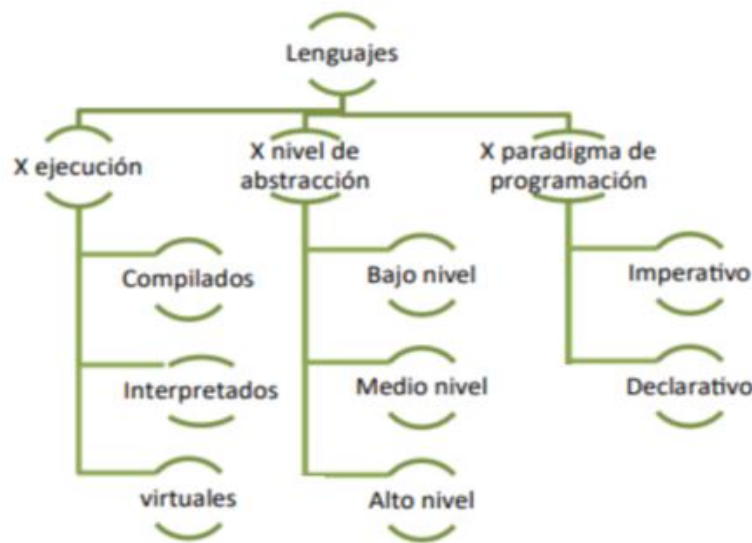 Lenguajes
X ejecución
X nivel de
abstracción
X paradigma de
programación
Compilados
Interpretados
virtuales
Bajo nivel
Medio nivel
Alto nivel
Imperativo
Declarativo